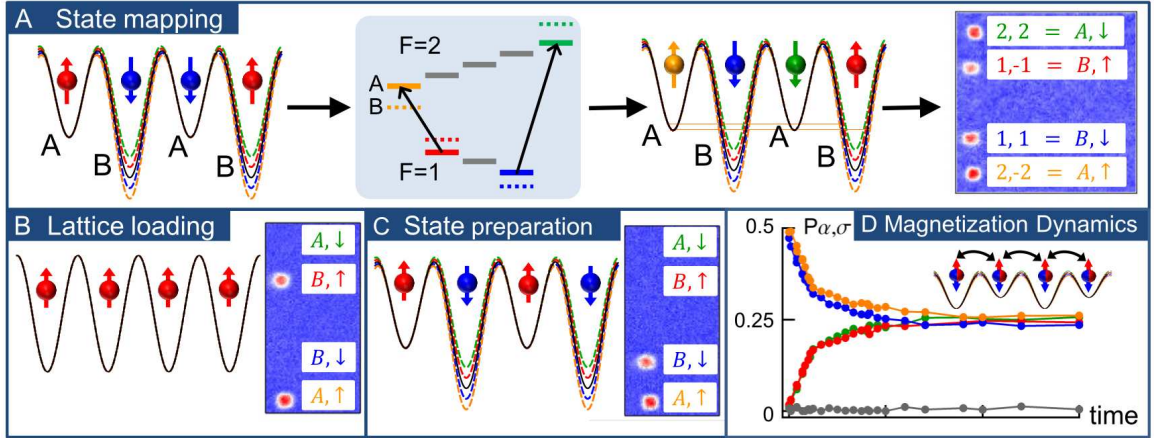 A State mapping
A
B
A
B
F=2
A
B
F=1
A
B
A
B
2, 2 = A,↓
1,-1 = B,↑
1, 1 = B,↓
2,-2 = A,↑
B Lattice loading
A,↓
B,↑
B,↓
A,↑
C State preparation
A,↓
B,↑
B,↓
A,↑
D Magnetization Dynamics
Pα,σ
0.5
0.25
0
time